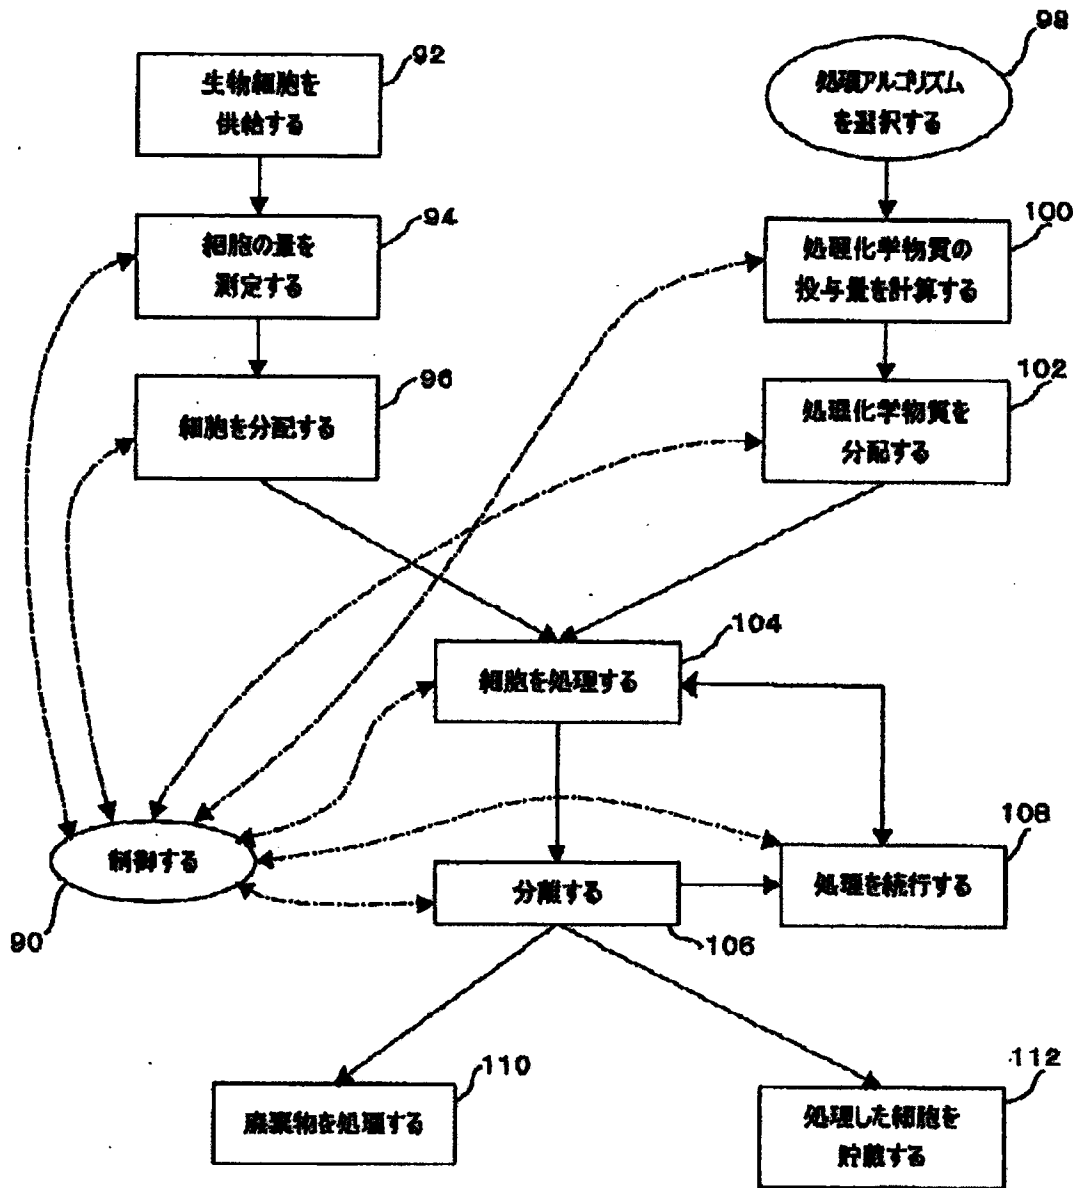 92
生物細胞を
供給する
98
処理アルゴリズム
を選択する
94
細胞の量を
測定する
100
処理化学物質の
投与量を計算する
96
細胞を分配する
102
処理化学物質を
分配する
104
細胞を処理する
90
制御する
108
処理を続行する
106
分離する
110
廃棄物を処理する
112
処理した細胞を
貯蔵する